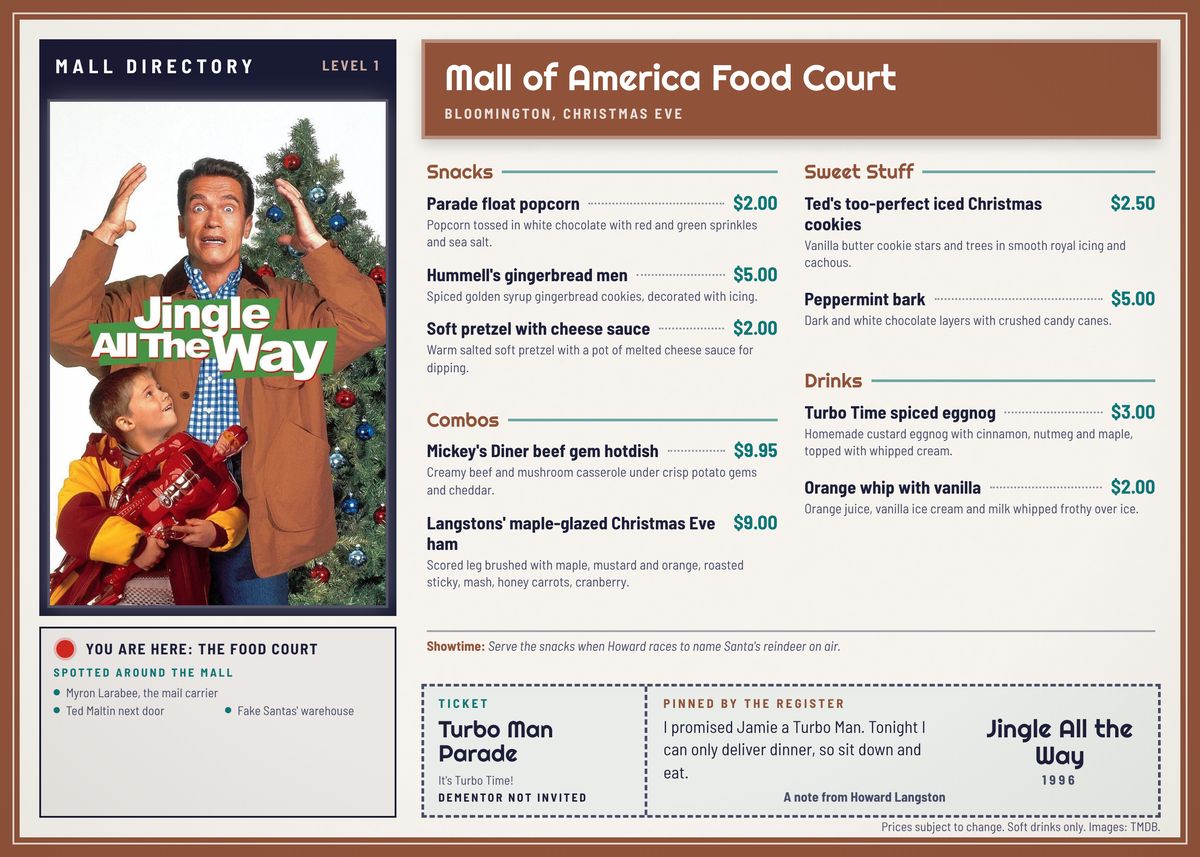 MALL DIRECTORY LEVEL 1
Jingle
All The Way
YOU ARE HERE: THE FOOD COURT
SPOTTED AROUND THE MALL
Myron Larabee, the mail carrier
Ted Maltin next door
Fake Santas' warehouse
Mall of America Food Court
BLOOMINGTON, CHRISTMAS EVE
Snacks
Parade float popcorn $2.00
Popcorn tossed in white chocolate with red and green sprinkles
and sea salt.
Hummell's gingerbread men $5.00
Spiced golden syrup gingerbread cookies, decorated with icing.
Soft pretzel with cheese sauce $2.00
Warm salted soft pretzel with a pot of melted cheese sauce for
dipping.
Combos
Mickey's Diner beef gem hotdish $9.95
Creamy beef and mushroom casserole under crisp potato gems
and cheddar.
Langstons' maple-glazed Christmas Eve $9.00
ham
Scored leg brushed with maple, mustard and orange, roasted
sticky, mash, honey carrots, cranberry.
Sweet Stuff
Ted's too-perfect iced Christmas $2.50
cookies
Vanilla butter cookie stars and trees in smooth royal icing and
cachous.
Peppermint bark $5.00
Dark and white chocolate layers with crushed candy canes.
Drinks
Turbo Time spiced eggnog $3.00
Homemade custard eggnog with cinnamon, nutmeg and maple,
topped with whipped cream.
Orange whip with vanilla $2.00
Orange juice, vanilla ice cream and milk whipped frothy over ice.
Showtime: Serve the snacks when Howard races to name Santa's reindeer on air.
TICKET
Turbo Man
Parade
It's Turbo Time!
DEMENTOR NOT INVITED
PINNED BY THE REGISTER
I promised Jamie a Turbo Man. Tonight I
can only deliver dinner, so sit down and
eat.
A note from Howard Langston
Jingle All the
Way
1996
Prices subject to change. Soft drinks only. Images: TMDB.